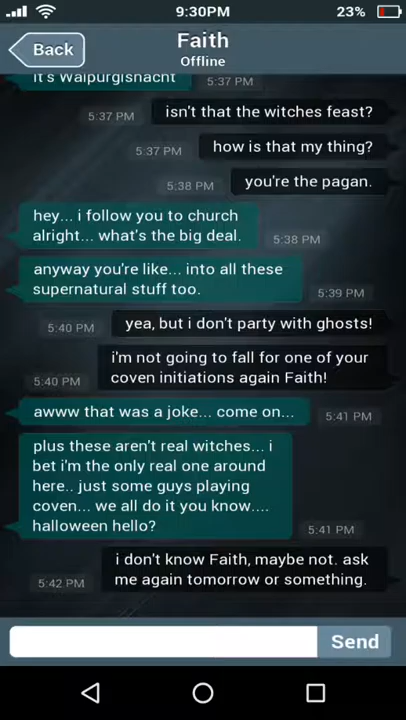 9:30PM
23%
Back
Faith
Offline
it's Walpurgisnacht
5:37 PM
isn't that the witches feast?
5:37 PM
how is that my thing?
5:37 PM
you're the pagan.
5:38 PM
hey... i follow you to church
alright... what's the big deal.
5:38 PM
anyway you're like... into all these
supernatural stuff too.
5:39 PM
yea, but i don't party with ghosts!
5:40 PM
i'm not going to fall for one of your
coven initiations again Faith!
5:40 PM
awww that was a joke... come on...
5:41 PM
plus these aren't real witches... i
bet i'm the only real one around
here.. just some guys playing
coven... we all do it you know....
halloween hello?
5:41 PM
i don't know Faith, maybe not. ask
me again tomorrow or something.
5:42 PM
Send